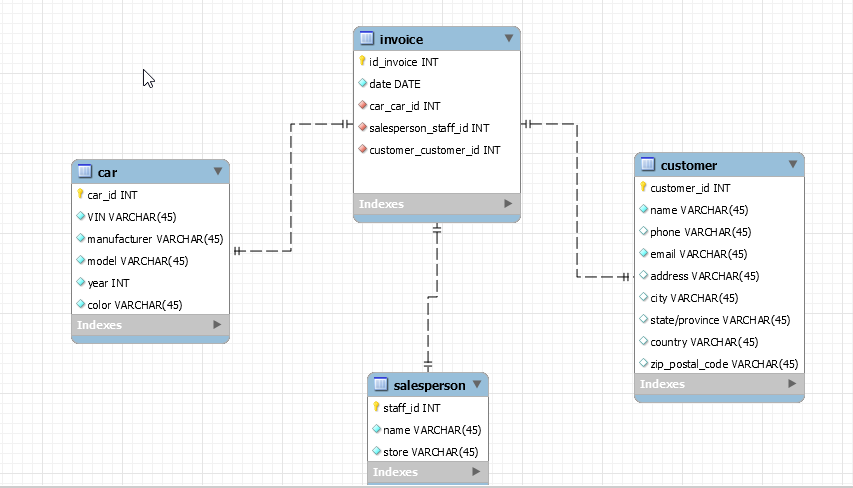 invoice
id_invoice INT
date DATE
car_car_id INT
salesperson_staff_id INT
customer_customer_id INT
Indexes
car
car_id INT
VIN VARCHAR(45)
manufacturer VARCHAR(45)
model VARCHAR(45)
year INT
color VARCHAR(45)
Indexes
customer
customer_id INT
name VARCHAR(45)
phone VARCHAR(45)
email VARCHAR(45)
address VARCHAR(45)
city VARCHAR(45)
state/province VARCHAR(45)
country VARCHAR(45)
zip_postal_code VARCHAR(45)
Indexes
salesperson
staff_id INT
name VARCHAR(45)
store VARCHAR(45)
Indexes